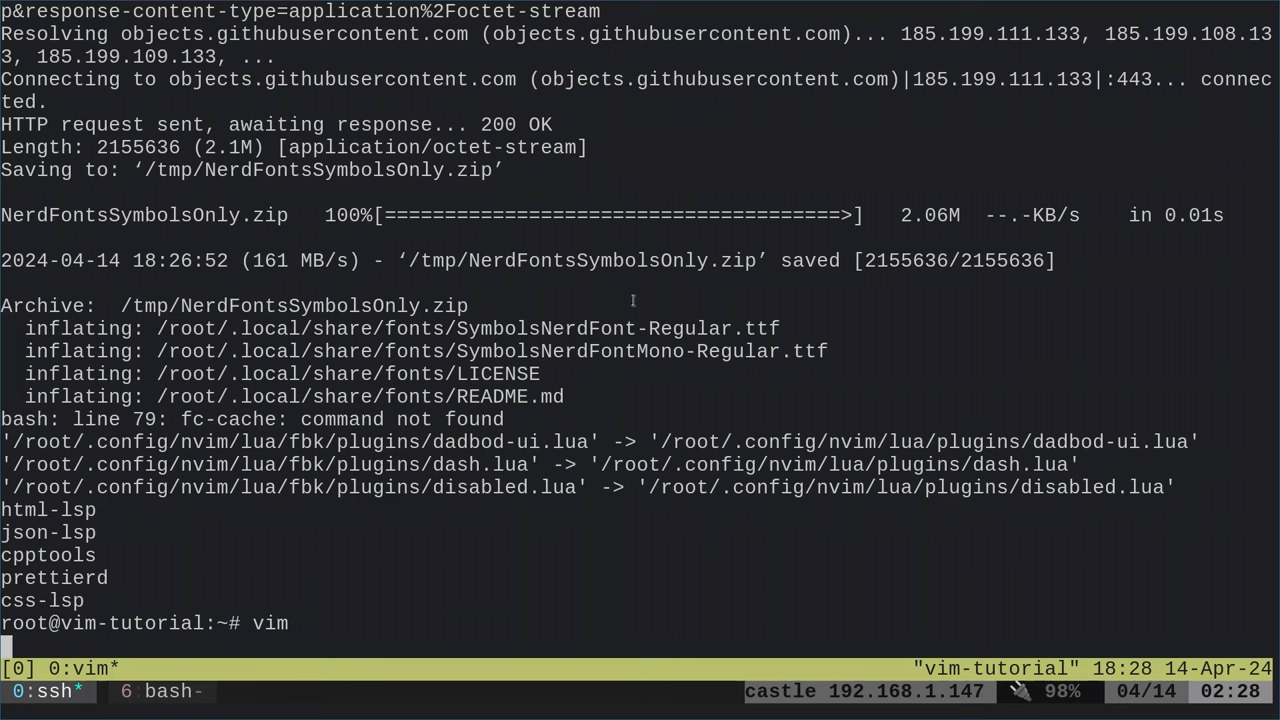 p&response-content-type=application%2Foctet-stream
Resolving objects.githubusercontent.com (objects.githubusercontent.com)... 185.199.111.133, 185.199.108.13
3, 185.199.109.133, ...
Connecting to objects.githubusercontent.com (objects.githubusercontent.com)|185.199.111.133|:443... connec
ted.
HTTP request sent, awaiting response... 200 OK
Length: 2155636 (2.1M) [application/octet-stream]
Saving to: ‘/tmp/NerdFontsSymbolsOnly.zip’
NerdFontsSymbolsOnly.zip   100%[======================================>]   2.06M  --.-KB/s    in 0.01s
2024-04-14 18:26:52 (161 MB/s) - ‘/tmp/NerdFontsSymbolsOnly.zip’ saved [2155636/2155636]
Archive:  /tmp/NerdFontsSymbolsOnly.zip
  inflating: /root/.local/share/fonts/SymbolsNerdFont-Regular.ttf
  inflating: /root/.local/share/fonts/SymbolsNerdFontMono-Regular.ttf
  inflating: /root/.local/share/fonts/LICENSE
  inflating: /root/.local/share/fonts/README.md
bash: line 79: fc-cache: command not found
'/root/.config/nvim/lua/fbk/plugins/dadbod-ui.lua' -> '/root/.config/nvim/lua/plugins/dadbod-ui.lua'
'/root/.config/nvim/lua/fbk/plugins/dash.lua' -> '/root/.config/nvim/lua/plugins/dash.lua'
'/root/.config/nvim/lua/fbk/plugins/disabled.lua' -> '/root/.config/nvim/lua/plugins/disabled.lua'
html-lsp
json-lsp
cpptools
prettierd
css-lsp
root@vim-tutorial:~# vim
[0] 0:vim* "vim-tutorial" 18:28 14-Apr-24
0:ssh* 6 bash- castle 192.168.1.147 🔌 98% 04/14 02:28